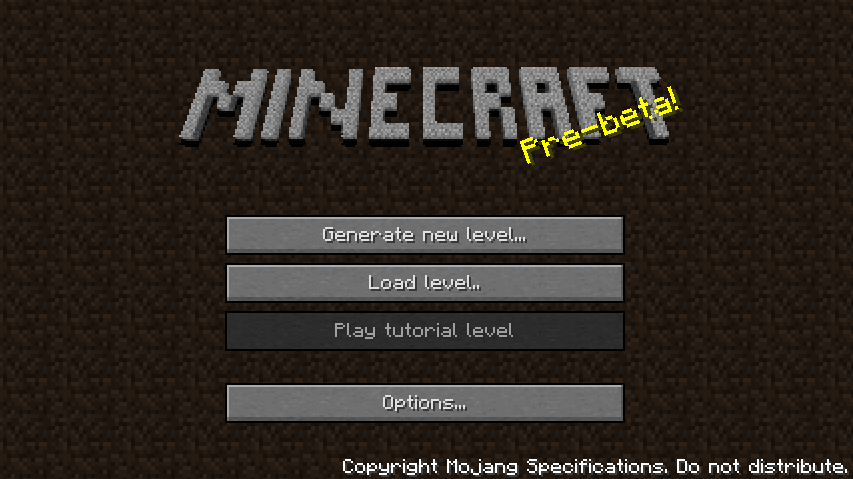 MINECRAFT
Pre-beta!
Generate new level...
Load level..
Play tutorial level
Options...
Copyright Mojang Specifications. Do not distribute.